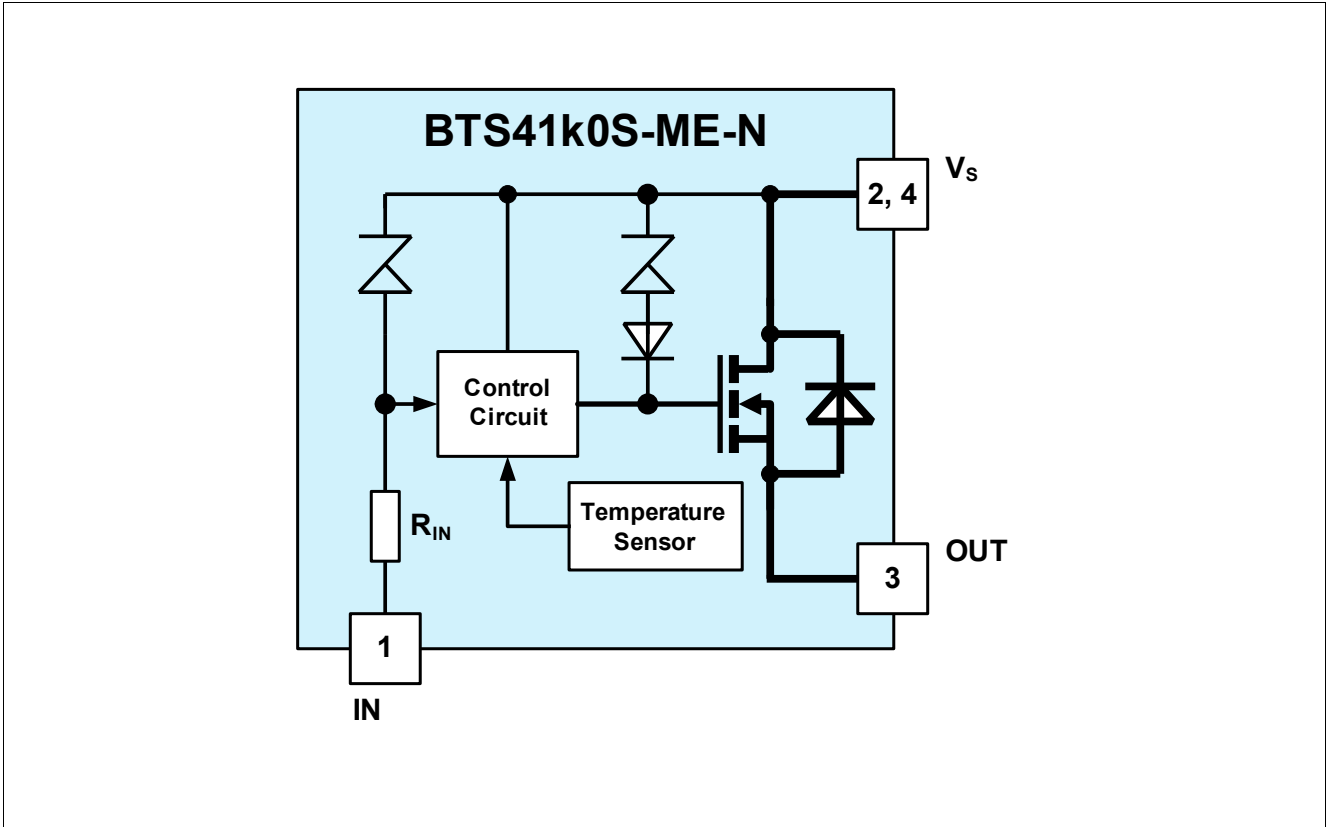 BTS41k0S-ME-N
VS
2, 4
Control
Circuit
RIN
Temperature
Sensor
OUT
3
1
IN